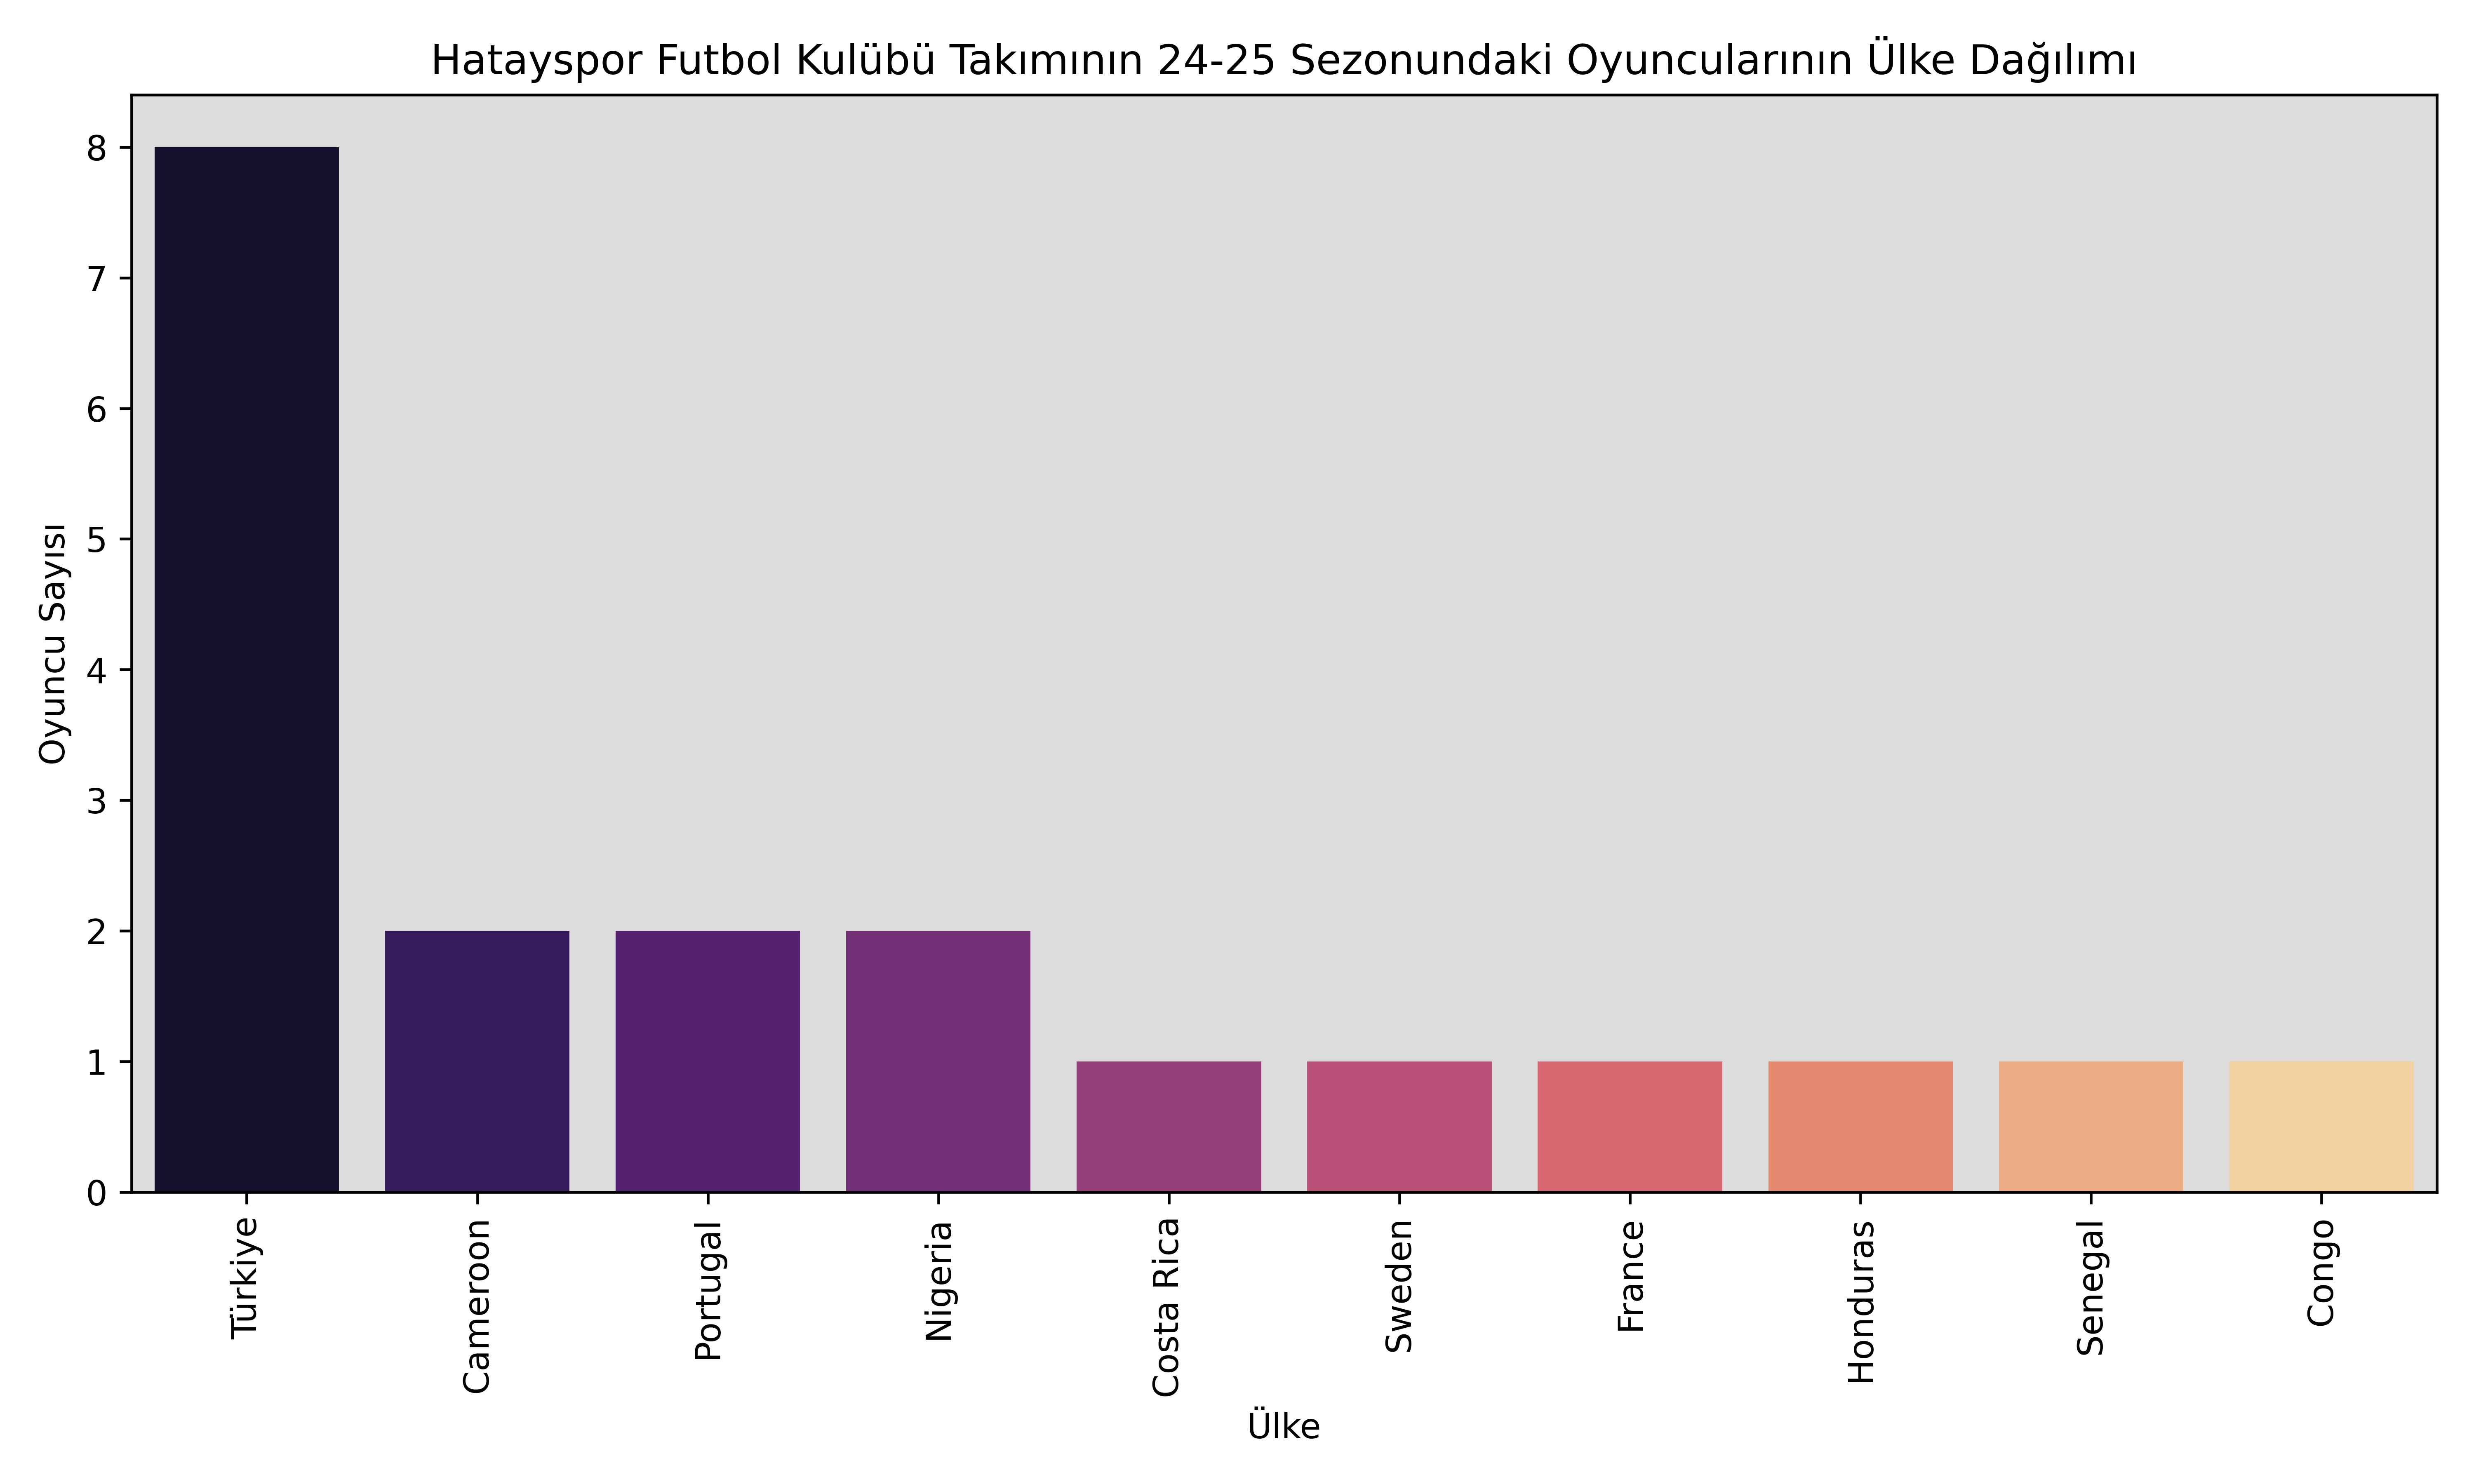 Hatayspor Futbol Kulübü Takımının 24-25 Sezonundaki Oyuncularının Ülke Dağılımı
Oyuncu Sayısı
8
7
6
5
4
3
2
1
0
Türkiye
Cameroon
Portugal
Nigeria
Costa Rica
Sweden
France
Honduras
Senegal
Congo
Ülke